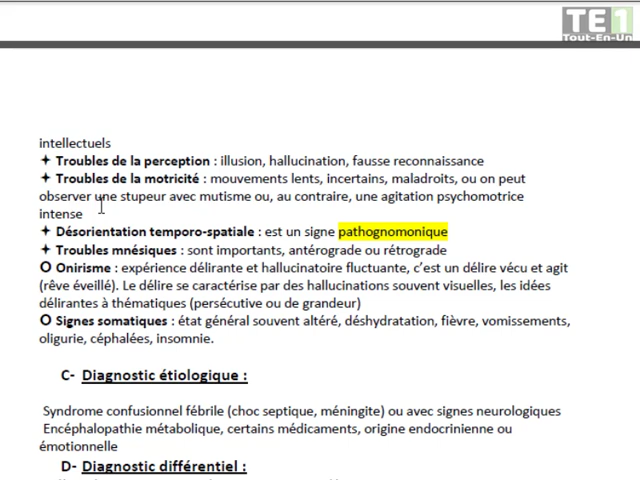 TE1
Tout-En-Un
intellectuels
✦ Troubles de la perception : illusion, hallucination, fausse reconnaissance
✦ Troubles de la motricité : mouvements lents, incertains, maladroits, ou on peut
observer une stupeur avec mutisme ou, au contraire, une agitation psychomotrice
intense
✦ Désorientation temporo-spatiale : est un signe pathognomonique
✦ Troubles mnésiques : sont importants, antérograde ou rétrograde
O Onirisme : expérience délirante et hallucinatoire fluctuante, c’est un délire vécu et agit
(rêve éveillé). Le délire se caractérise par des hallucinations souvent visuelles, les idées
délirantes à thématiques (persécutive ou de grandeur)
O Signes somatiques : état général souvent altéré, déshydratation, fièvre, vomissements,
oligurie, céphalées, insomnie.
C- Diagnostic étiologique :
Syndrome confusionnel fébrile (choc septique, méningite) ou avec signes neurologiques
Encéphalopathie métabolique, certains médicaments, origine endocrinienne ou
émotionnelle
D- Diagnostic différentiel :